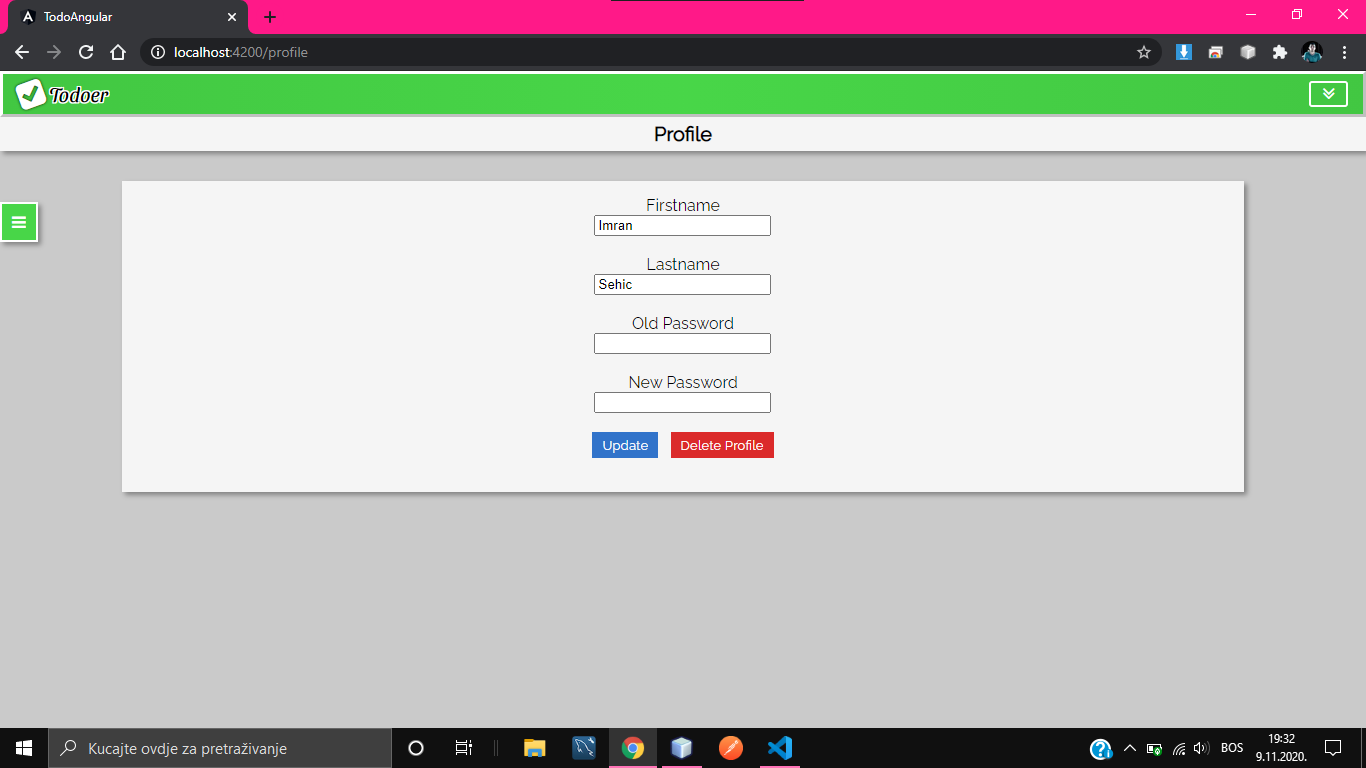 TodoAngular
localhost:4200/profile
Todoer
Profile
Firstname
Imran
Lastname
Sehic
Old Password
New Password
Update Delete Profile
Kucajte ovdje za pretraživanje
BOS
19:32
9.11.2020.